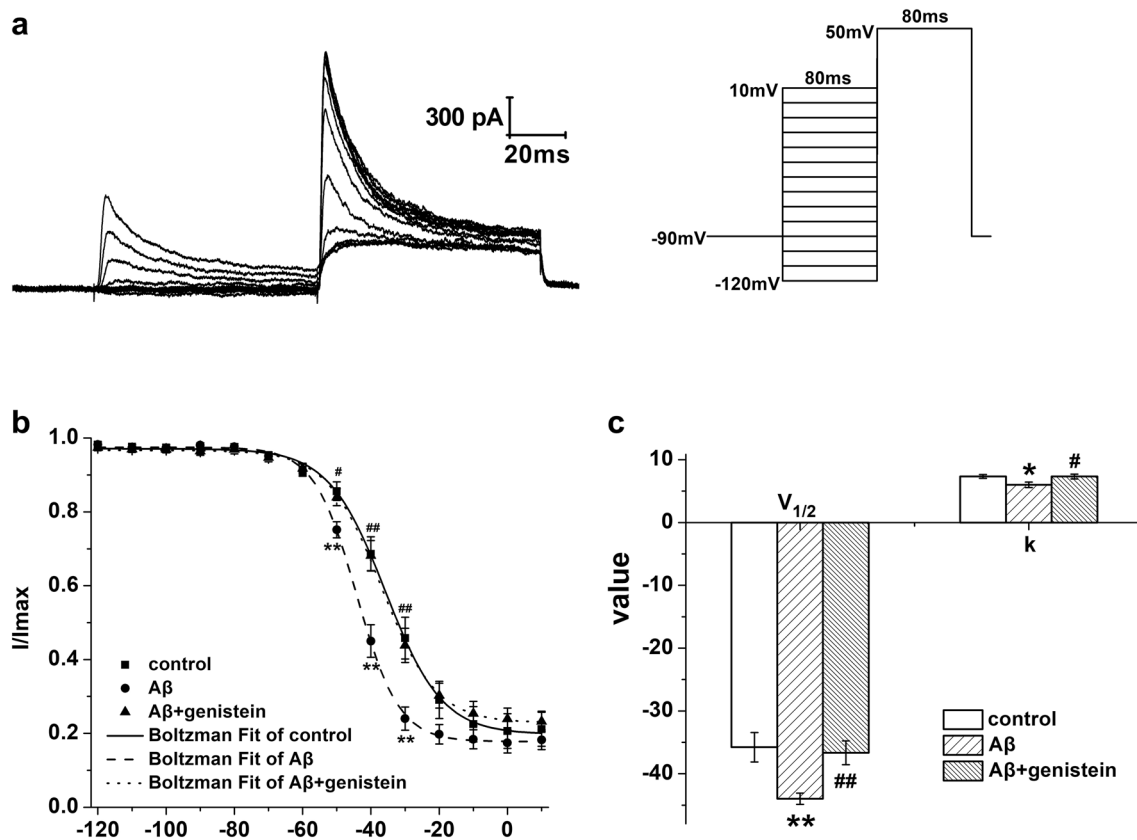 a
300 pA
20ms
80ms
50mV
80ms
10mV
-90mV
-120mV
b
1.0
0.8
0.6
0.4
0.2
0.0
I/Imax
#
##
##
**
**
**
control
Aβ
Aβ+genistein
Boltzman Fit of control
Boltzman Fit of Aβ
Boltzman Fit of Aβ+genistein
-120 -100 -80 -60 -40 -20 0
c
10
0
-10
-20
-30
-40
value
V1/2
k
*
#
**
##
control
Aβ
Aβ+genistein